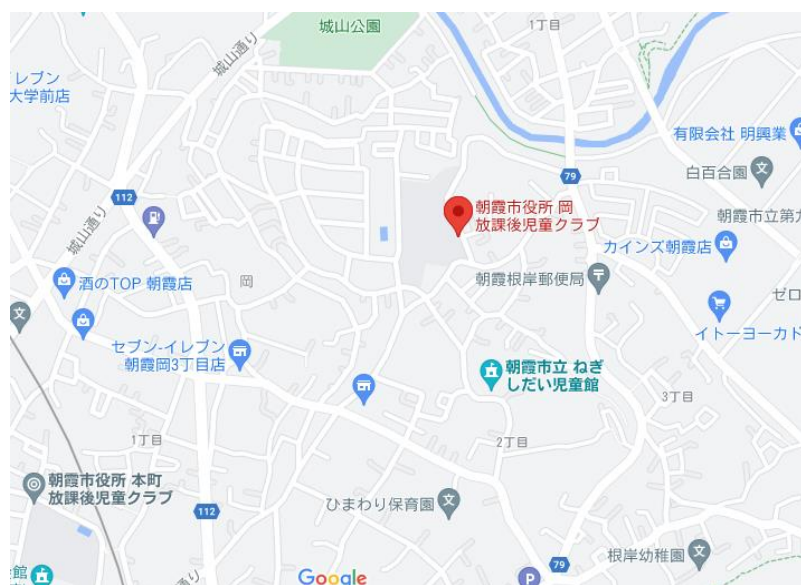 城山公園
城山通り
1丁目
イレブン
大学前店
有限会社 明興業
白百合園
79
112
朝霞市役所 岡
放課後児童クラブ
朝霞市立第九
城山通り
カインズ朝霞店
朝霞根岸郵便局
岡
酒のTOP 朝霞店
ゼロ
イトーヨーカド
セブン-イレブン
朝霞岡3丁目店
朝霞市立 ねぎ
しだい児童館
3丁目
1丁目
2丁目
朝霞市役所 本町
放課後児童クラブ
ひまわり保育園
112
根岸幼稚園
79
館
P
Google